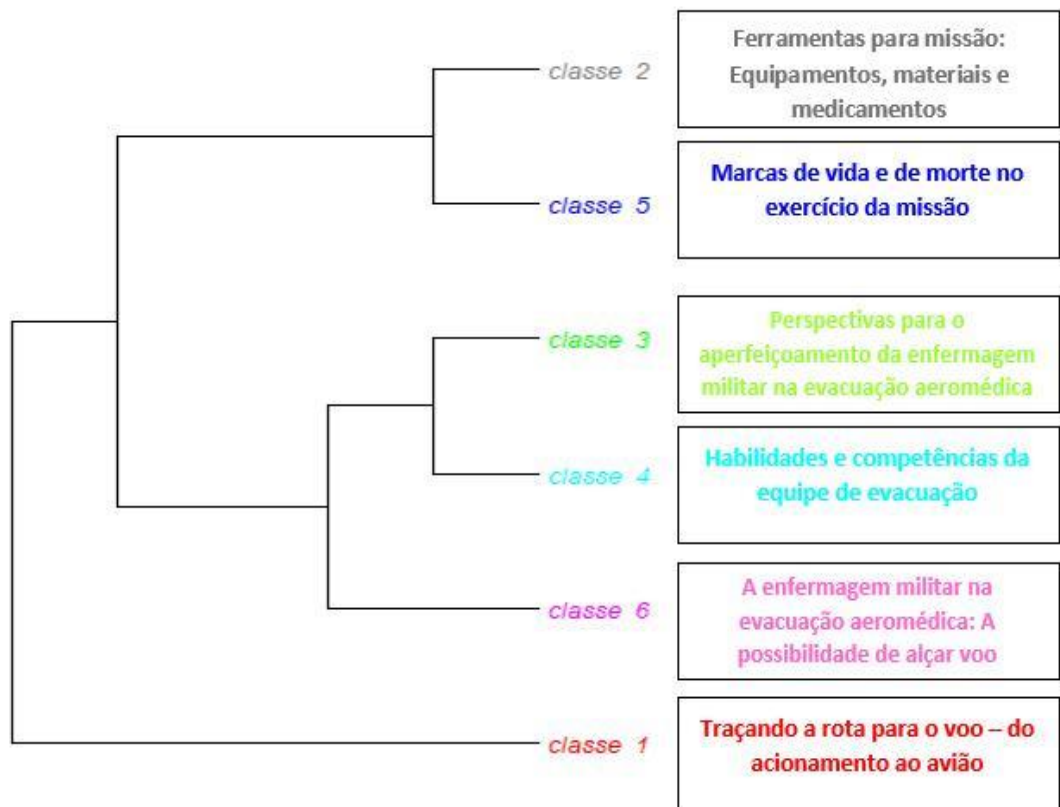 classe 2
Ferramentas para missão:
Equipamentos, materiais e
medicamentos
classe 5
Marcas de vida e de morte no
exercício da missão
classe 3
Perspectivas para o
aperfeiçoamento da enfermagem
militar na evacuação aeromédica
classe 4
Habilidades e competências da
equipe de evacuação
classe 6
A enfermagem militar na
evacuação aeromédica: A
possibilidade de alçar voo
classe 1
Traçando a rota para o voo – do
acionamento ao avião